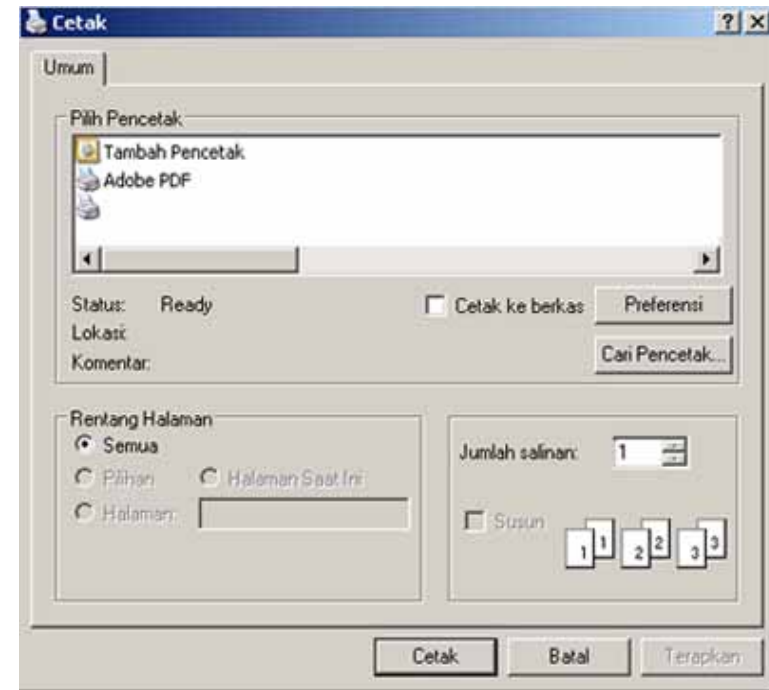 Cetak
Umum
Pilih Pencetak
Tambah Pencetak
Adobe PDF
Status: Ready
Cetak ke berkas
Preferensi
Lokasi:
Komentar:
Cari Pencetak...
Rentang Halaman
Semua
Pilihan Halaman Saat Ini
Halaman:
Jumlah salinan: 1
Susun
1 1 2 2 3 3
Cetak Batal Terapkan